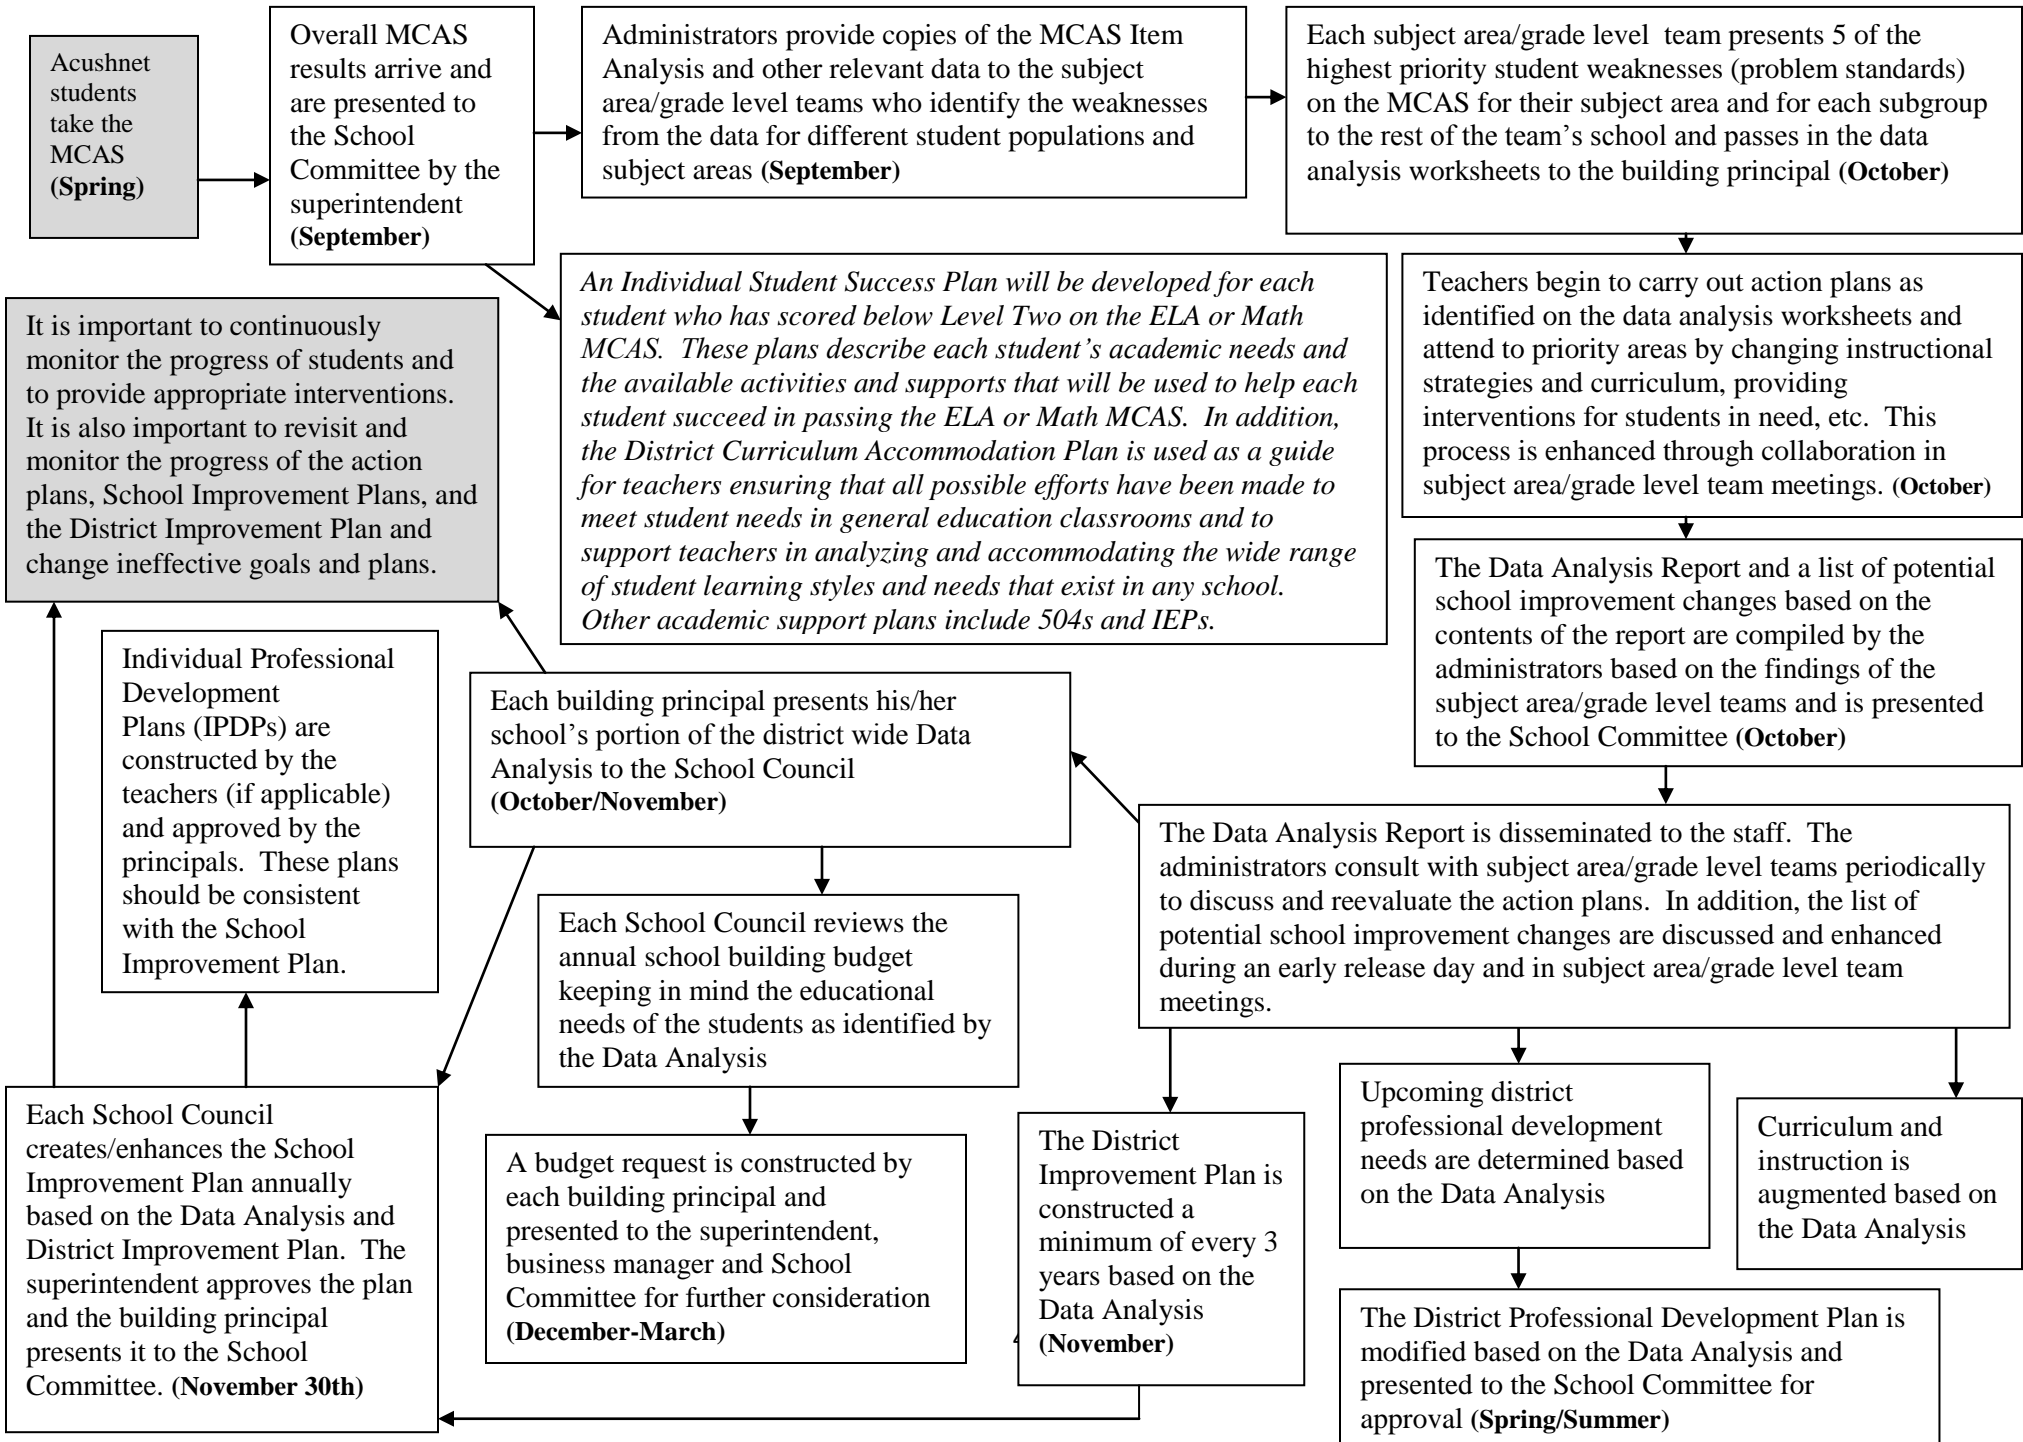 Acushnet
students
take the
MCAS
(Spring)
Overall MCAS
results arrive and
are presented to
the School
Committee by the
superintendent
(September)
Administrators provide copies of the MCAS Item
Analysis and other relevant data to the subject
area/grade level teams who identify the weaknesses
from the data for different student populations and
subject areas (September)
Each subject area/grade level  team presents 5 of the
highest priority student weaknesses (problem standards)
on the MCAS for their subject area and for each subgroup
to the rest of the team’s school and passes in the data
analysis worksheets to the building principal (October)
An Individual Student Success Plan will be developed for each
student who has scored below Level Two on the ELA or Math
MCAS.  These plans describe each student’s academic needs and
the available activities and supports that will be used to help each
student succeed in passing the ELA or Math MCAS.  In addition,
the District Curriculum Accommodation Plan is used as a guide
for teachers ensuring that all possible efforts have been made to
meet student needs in general education classrooms and to
support teachers in analyzing and accommodating the wide range
of student learning styles and needs that exist in any school.
Other academic support plans include 504s and IEPs.
Teachers begin to carry out action plans as
identified on the data analysis worksheets and
attend to priority areas by changing instructional
strategies and curriculum, providing
interventions for students in need, etc.  This
process is enhanced through collaboration in
subject area/grade level team meetings. (October)
It is important to continuously
monitor the progress of students and
to provide appropriate interventions.
It is also important to revisit and
monitor the progress of the action
plans, School Improvement Plans, and
the District Improvement Plan and
change ineffective goals and plans.
The Data Analysis Report and a list of potential
school improvement changes based on the
contents of the report are compiled by the
administrators based on the findings of the
subject area/grade level teams and is presented
to the School Committee (October)
Individual Professional
Development
Plans (IPDPs) are
constructed by the
teachers (if applicable)
and approved by the
principals.  These plans
should be consistent
with the School
Improvement Plan.
Each building principal presents his/her
school’s portion of the district wide Data
Analysis to the School Council
(October/November)
The Data Analysis Report is disseminated to the staff.  The
administrators consult with subject area/grade level teams periodically
to discuss and reevaluate the action plans.  In addition, the list of
potential school improvement changes are discussed and enhanced
during an early release day and in subject area/grade level team
meetings.
Each School Council reviews the
annual school building budget
keeping in mind the educational
needs of the students as identified by
the Data Analysis
Each School Council
creates/enhances the School
Improvement Plan annually
based on the Data Analysis and
District Improvement Plan.  The
superintendent approves the plan
and the building principal
presents it to the School
Committee. (November 30th)
A budget request is constructed by
each building principal and
presented to the superintendent,
business manager and School
Committee for further consideration
(December-March)
The District
Improvement Plan is
constructed a
minimum of every 3
years based on the
Data Analysis
(November)
Upcoming district
professional development
needs are determined based
on the Data Analysis
Curriculum and
instruction is
augmented based on
the Data Analysis
The District Professional Development Plan is
modified based on the Data Analysis and
presented to the School Committee for
approval (Spring/Summer)